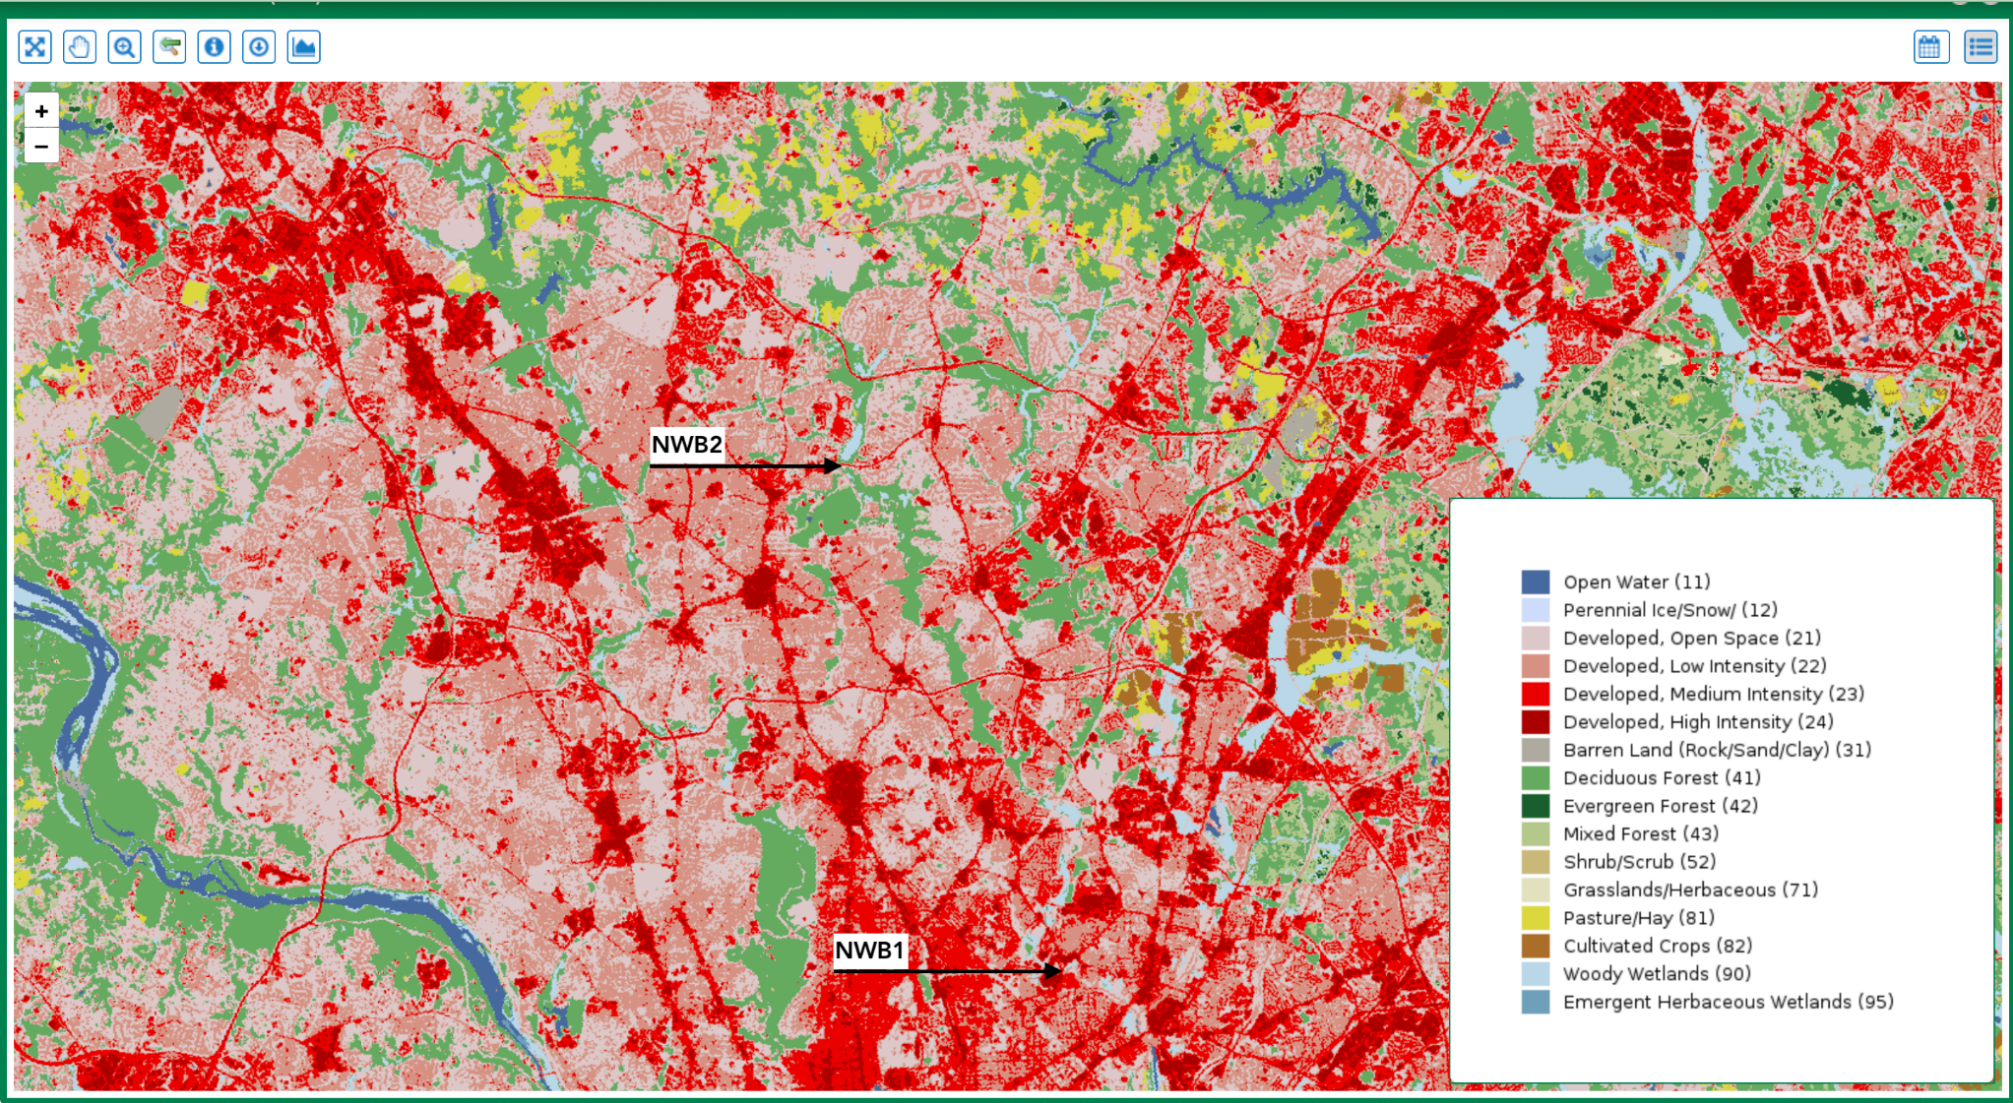 +
−
NWB2
NWB1
Open Water (11)
Perennial Ice/Snow/ (12)
Developed, Open Space (21)
Developed, Low Intensity (22)
Developed, Medium Intensity (23)
Developed, High Intensity (24)
Barren Land (Rock/Sand/Clay) (31)
Deciduous Forest (41)
Evergreen Forest (42)
Mixed Forest (43)
Shrub/Scrub (52)
Grasslands/Herbaceous (71)
Pasture/Hay (81)
Cultivated Crops (82)
Woody Wetlands (90)
Emergent Herbaceous Wetlands (95)